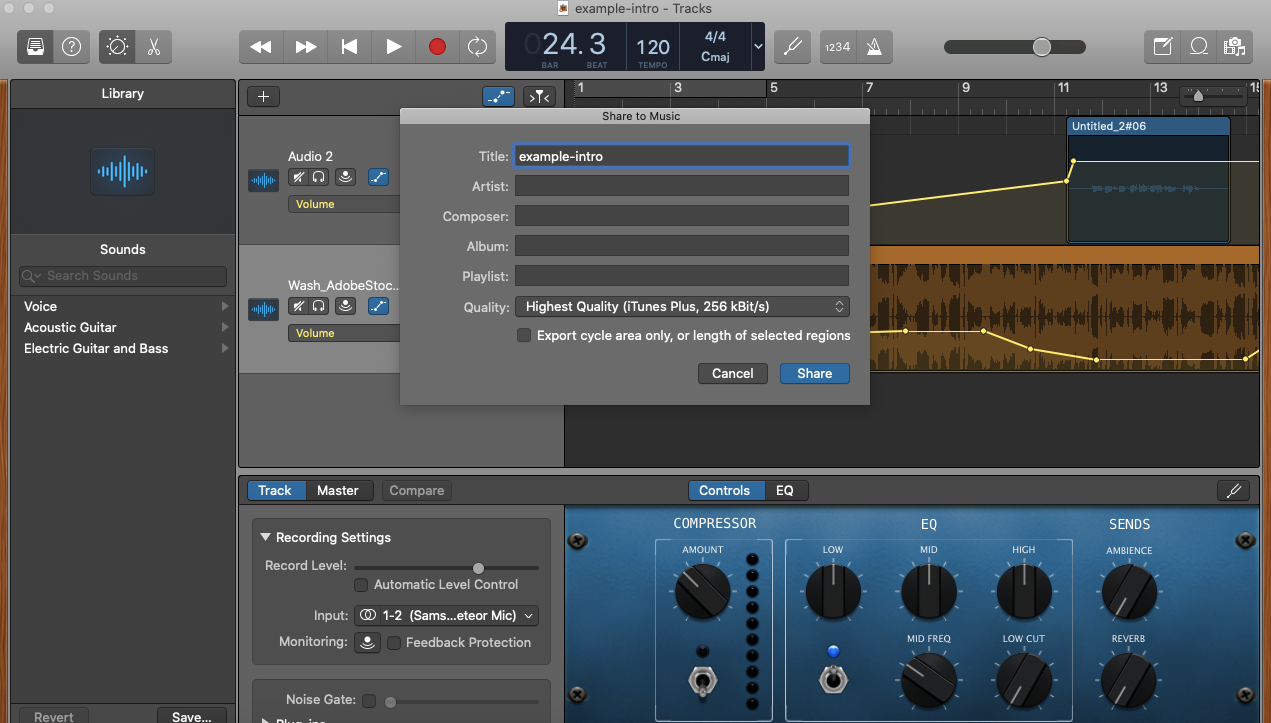 example-intro - Tracks
024. 3
BAR BEAT
120
TEMPO
4/4
Cmaj
1234
Library
Sounds
Search Sounds
Voice
Acoustic Guitar
Electric Guitar and Bass
Revert
Save...
1 3 5 7 9 11 13 15
Audio 2
Volume
Wash_AdobeStoc...
Volume
Untitled_2#06
Share to Music
Title: example-intro
Artist:
Composer:
Album:
Playlist:
Quality: Highest Quality (iTunes Plus, 256 kBit/s)
Export cycle area only, or length of selected regions
Cancel Share
Track Master Compare
Controls EQ
Recording Settings
Record Level:
Automatic Level Control
Input: 1-2 (Sams...eteor Mic)
Monitoring: Feedback Protection
Noise Gate:
Plug-ins
COMPRESSOR
AMOUNT
EQ
LOW MID HIGH
MID FREQ LOW CUT
SENDS
AMBIENCE
REVERB